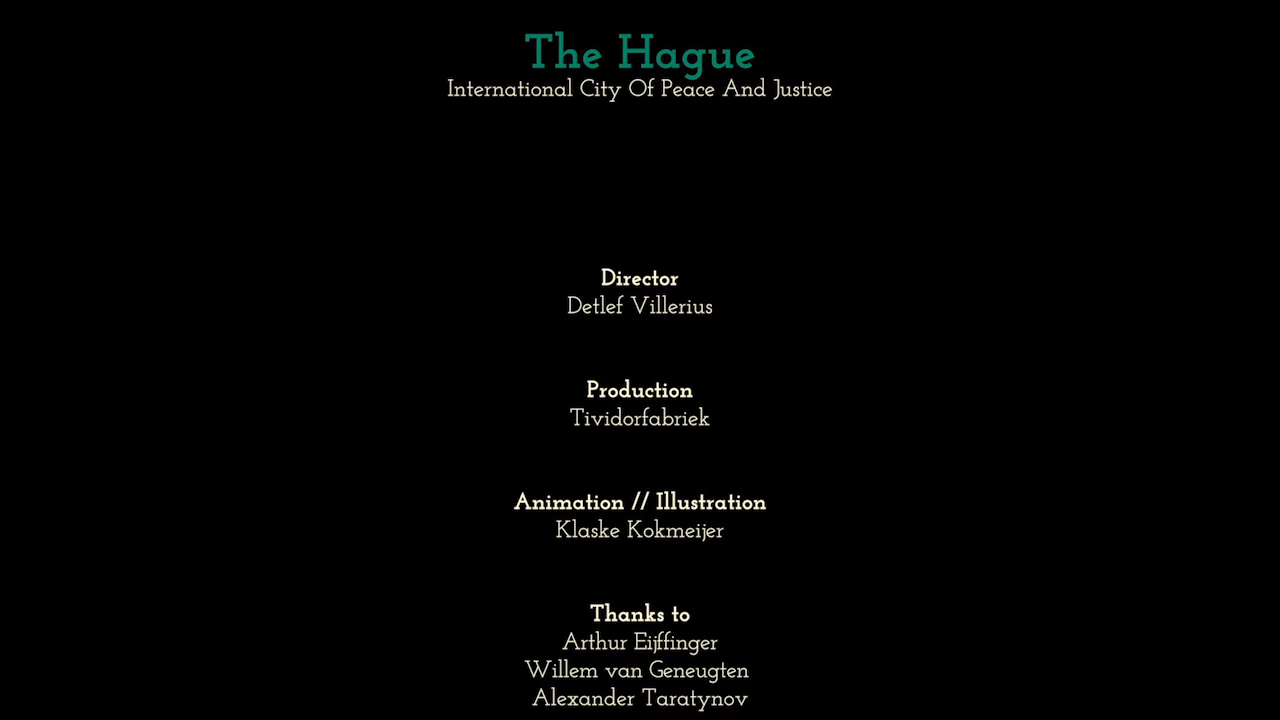 The Hague
International City Of Peace And Justice
Director
Detlef Villerius
Production
Tividorfabriek
Animation // Illustration
Klaske Kokmeijer
Thanks to
Arthur Eijffinger
Willem van Geneugten
Alexander Taratynov